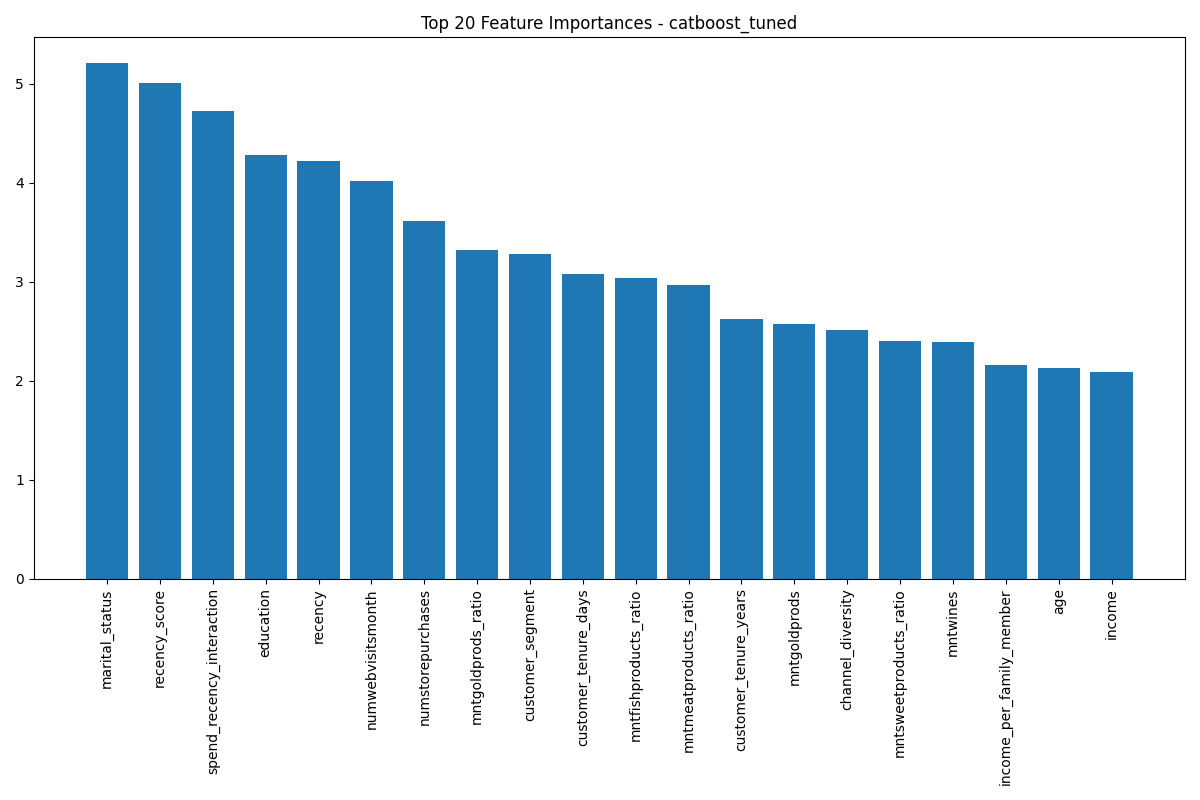 Top 20 Feature Importances - catboost_tuned
5
4
3
2
1
0
marital_status
recency_score
spend_recency_interaction
education
recency
numwebvisitsmonth
numstorepurchases
mntgoldprods_ratio
customer_segment
customer_tenure_days
mntfishproducts_ratio
mntmeatproducts_ratio
customer_tenure_years
mntgoldprods
channel_diversity
mntsweetproducts_ratio
mntwines
income_per_family_member
age
income